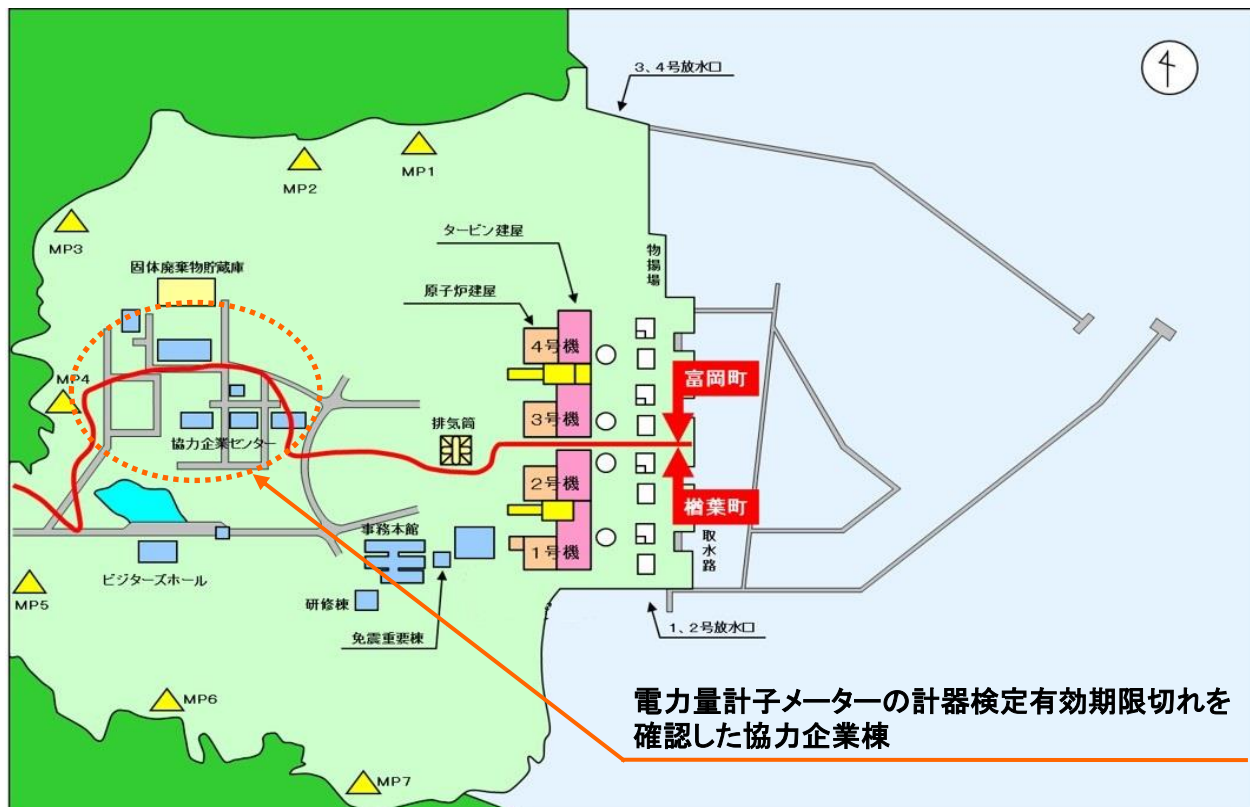 3、4号放水口
MP1
MP2
MP3
タービン建屋
物揚場
固体廃棄物貯蔵庫
原子炉建屋
4号機
富岡町
MP4
3号機
排気筒
協力企業センター
2号機
楢葉町
事務本館
取水路
1号機
ビジターズホール
MP5
研修棟
免震重要棟
1、2号放水口
MP6
電力量計子メーターの計器検定有効期限切れを
確認した協力企業棟
MP7